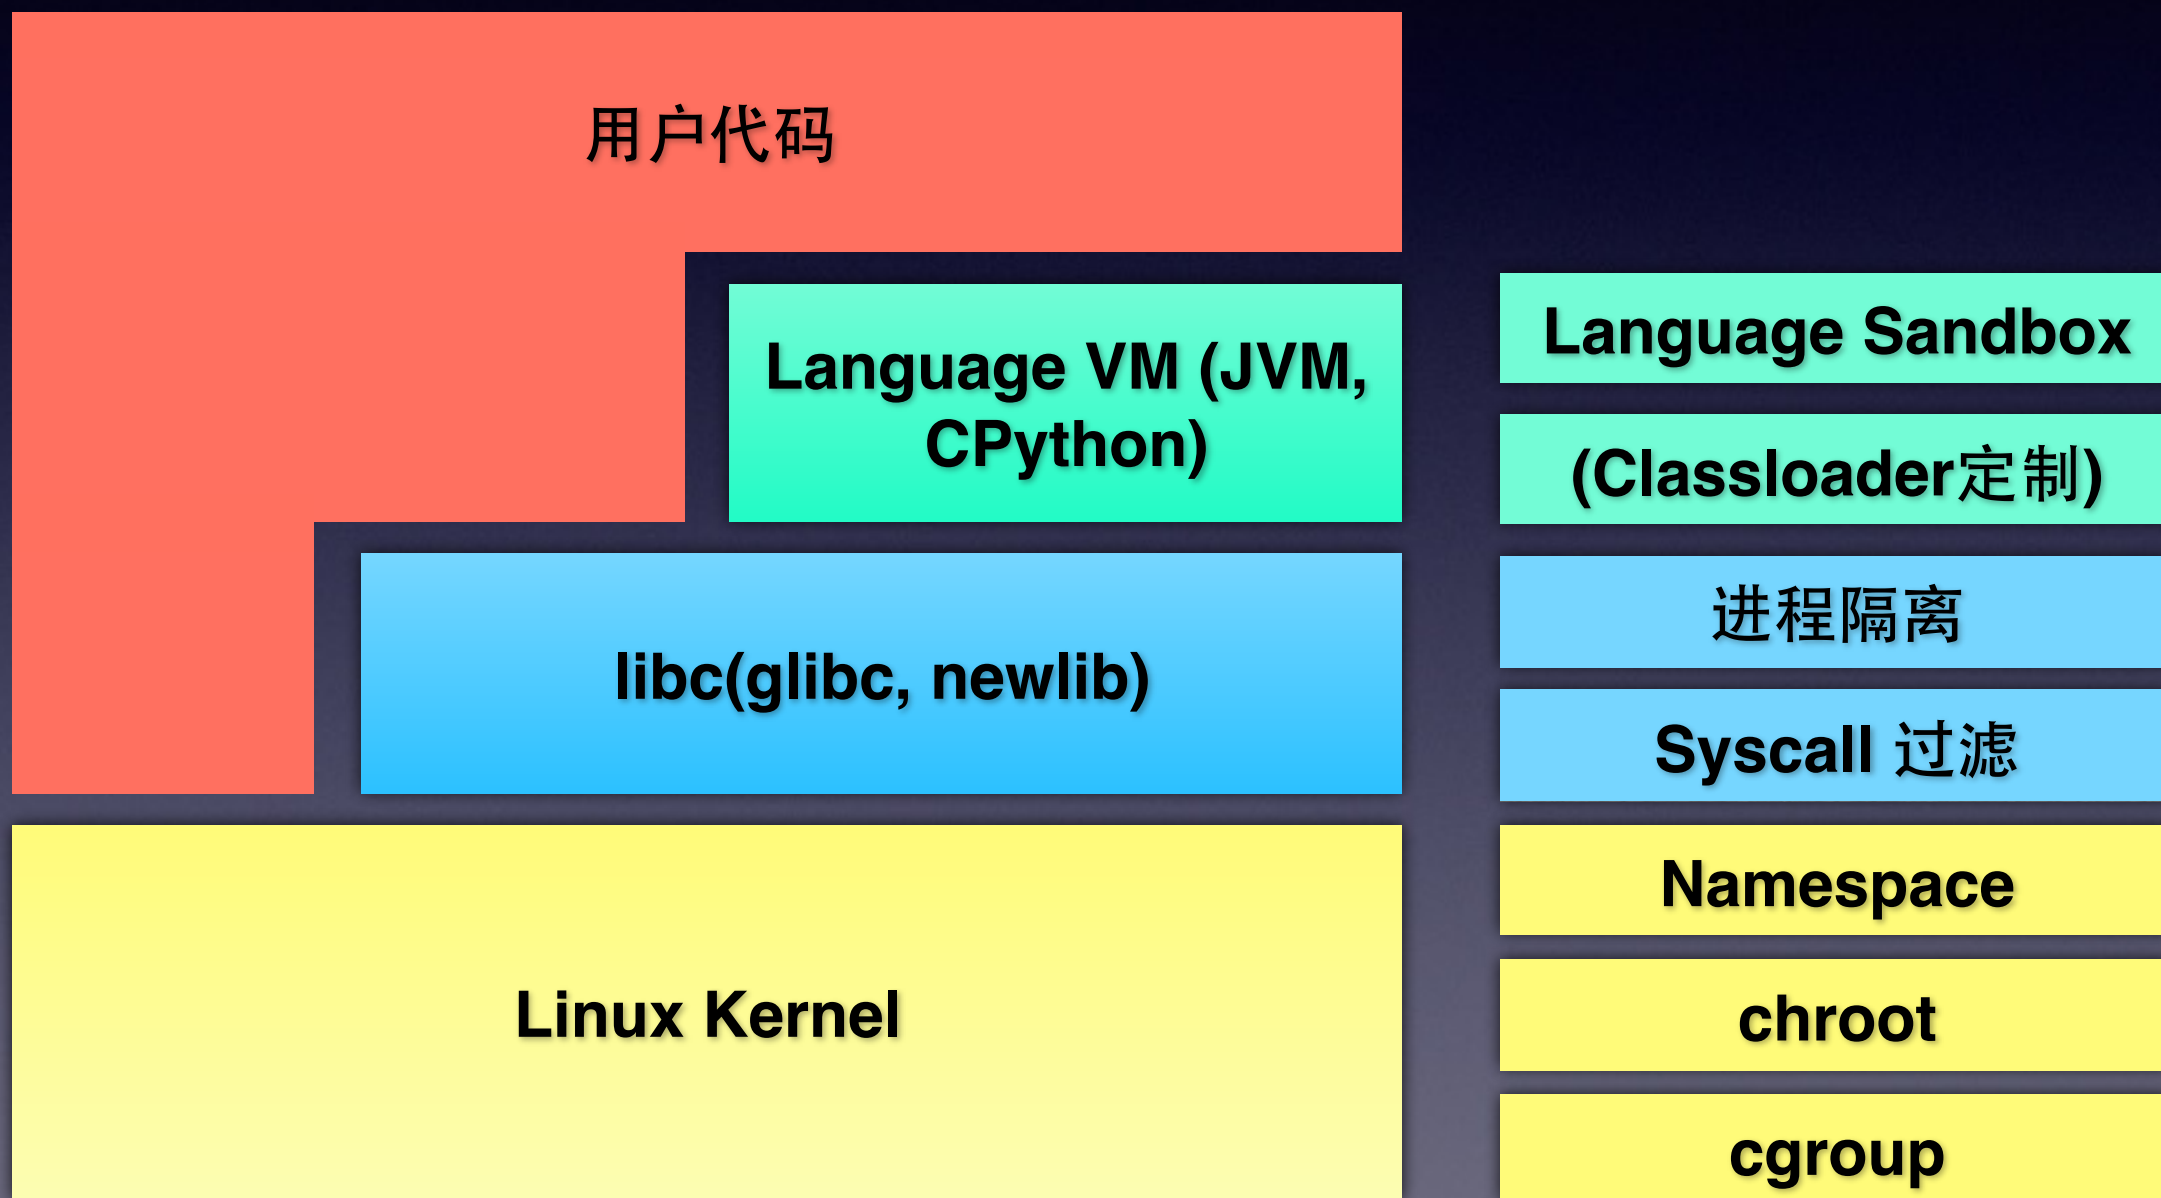 用户代码
Language VM (JVM,
CPython)
libc(glibc, newlib)
Linux Kernel
Language Sandbox
(Classloader定制)
进程隔离
Syscall 过滤
Namespace
chroot
cgroup